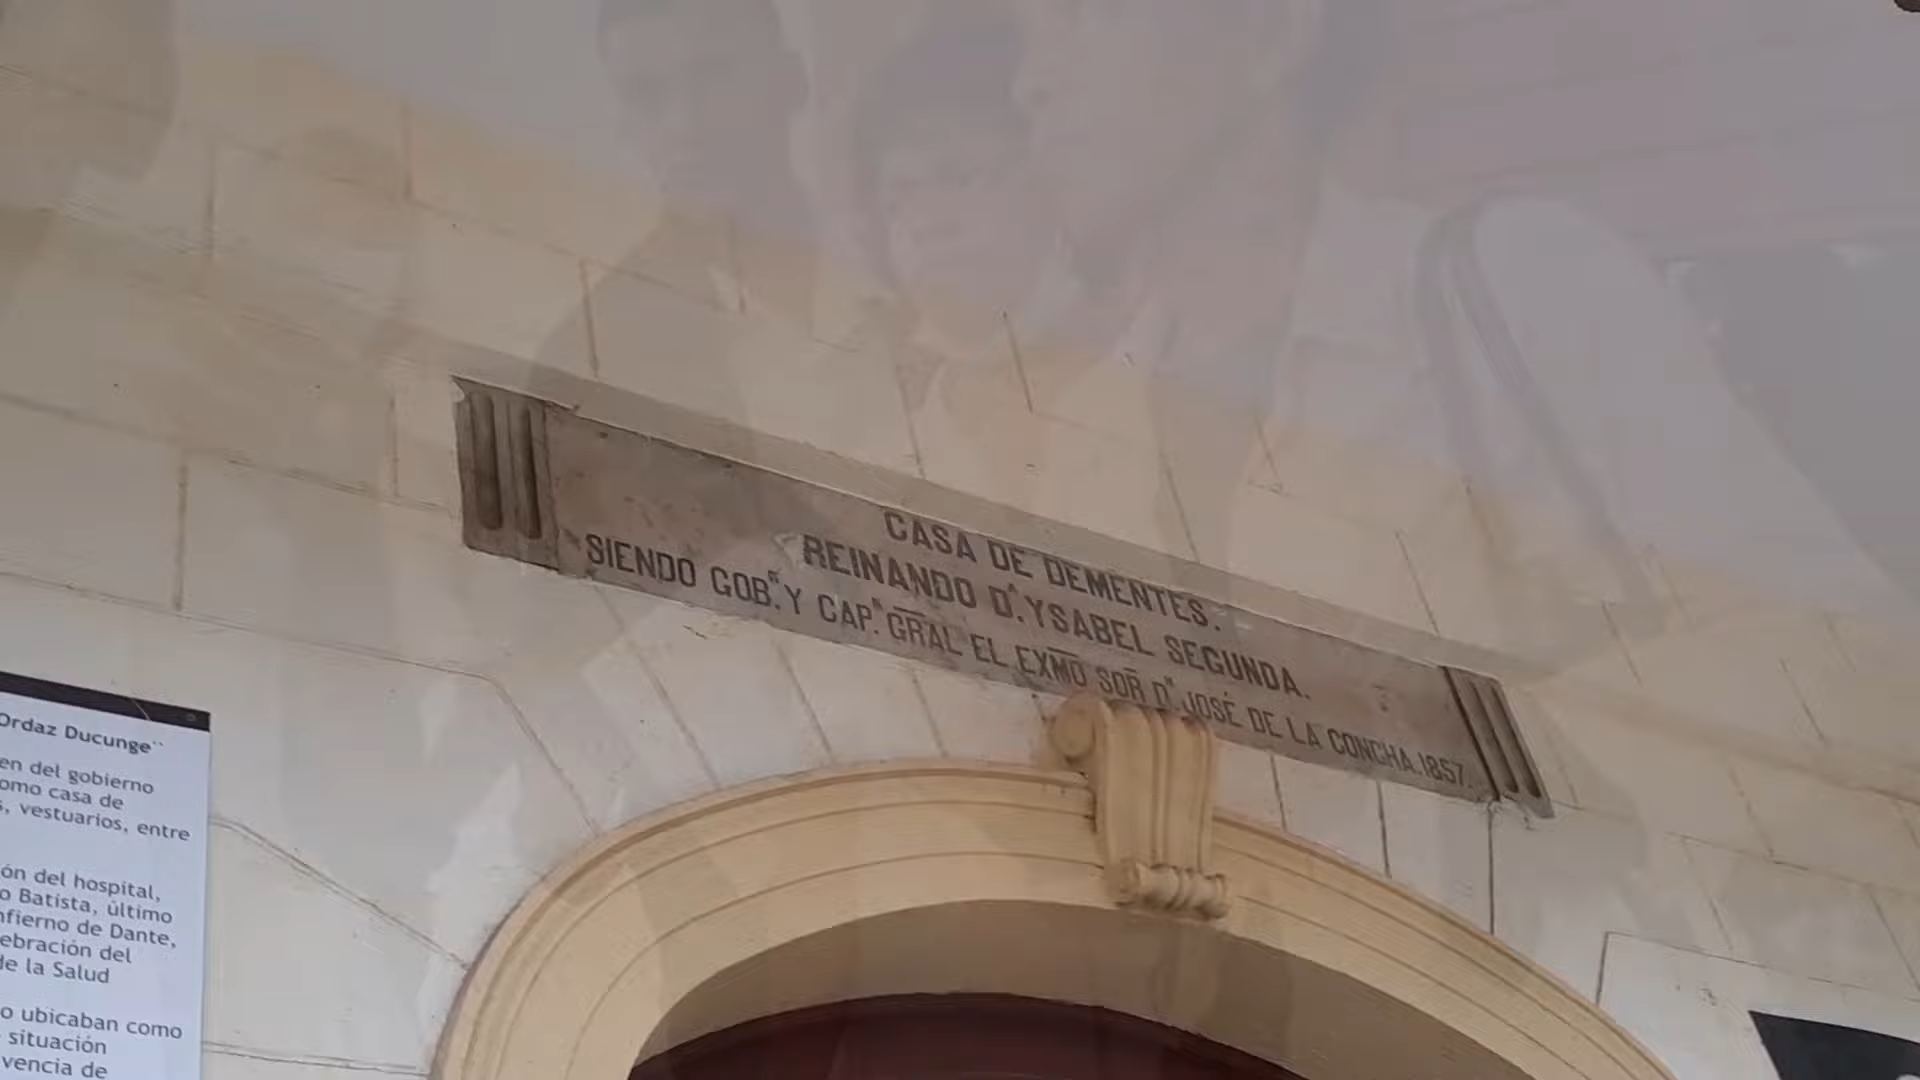 CASA DE DEMENTES.
REINANDO Dª. YSABEL SEGUNDA.
SIENDO GOBR. Y CAPN. GRAL EL EXMO SOR DN. JOSÉ DE LA CONCHA. 1857.
Ordaz Ducunge``
en del gobierno
omo casa de
s, vestuarios, entre
ón del hospital,
o Batista, último
nfierno de Dante,
ebración del
de la Salud
o ubicaban como
situación
vencia de